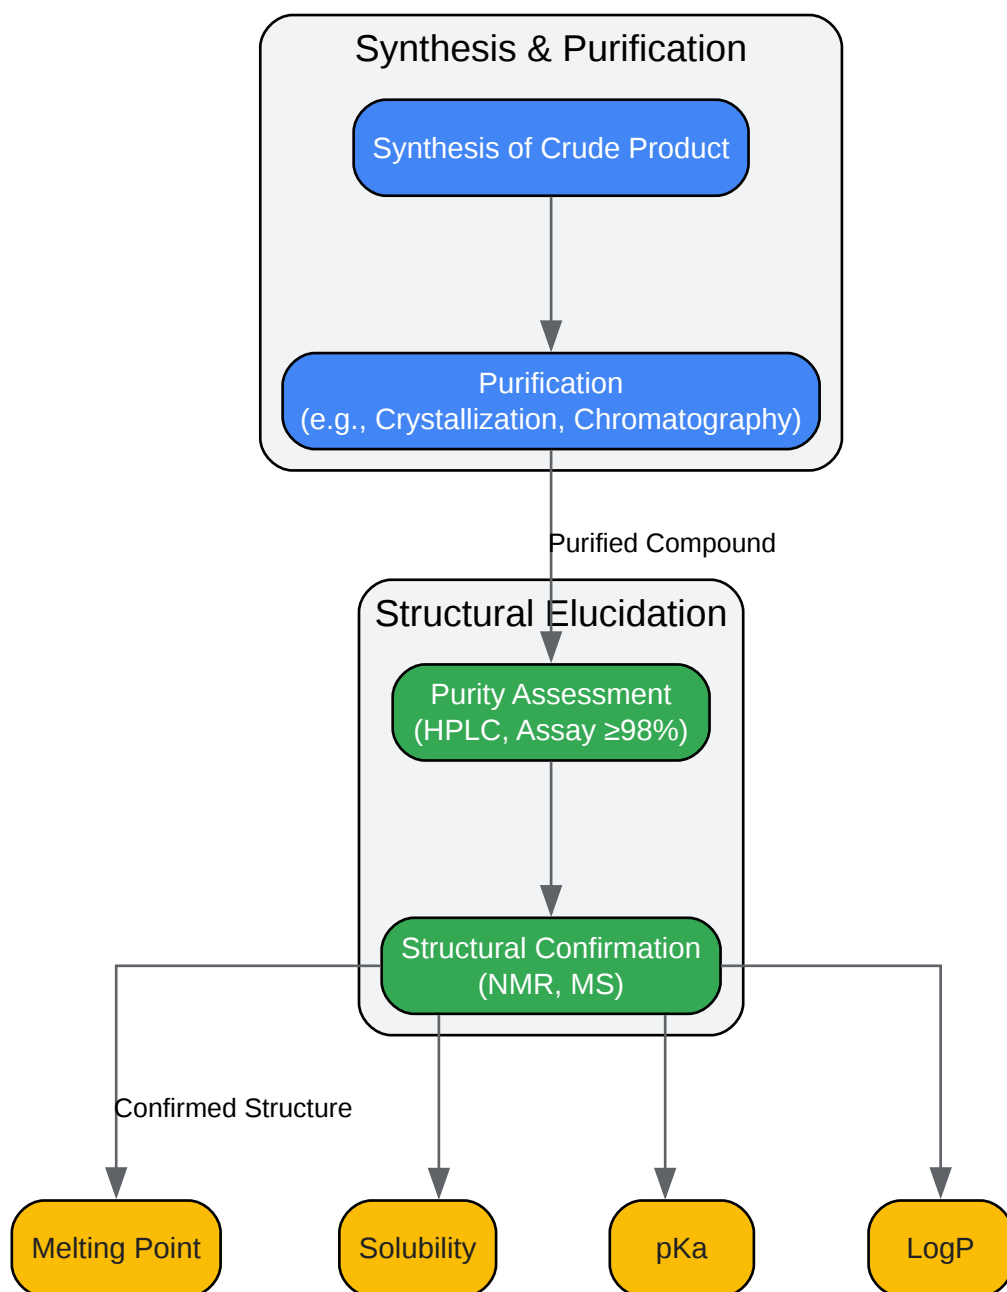 Synthesis & Purification
Synthesis of Crude Product
Purification
(e.g., Crystallization, Chromatography)
Purified Compound
Structural Elucidation
Purity Assessment
(HPLC, Assay ≥98%)
Structural Confirmation
(NMR, MS)
Confirmed Structure
Melting Point
Solubility
pKa
LogP